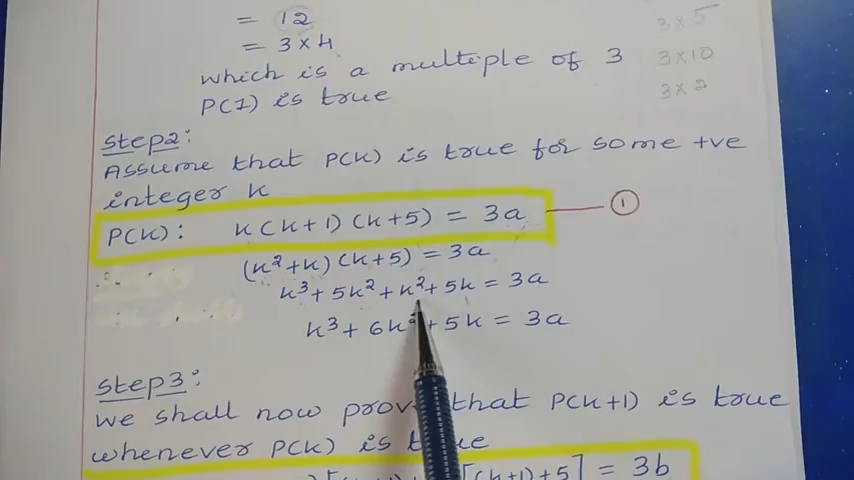 = 12
= 3 × 4
which is a multiple of 3
P(1) is true
3 × 5
3 × 10
3 × 2
Step2:
Assume that P(K) is true for some +ve
integer K
P(K): K(K+1)(K+5) = 3a ①
(K²+K)(K+5) = 3a
K³ + 5K² + K² + 5K = 3a
K³ + 6K² + 5K = 3a
Step3:
We shall now prove that P(K+1) is true
whenever P(K) is true
[(K+1)+5] = 3b